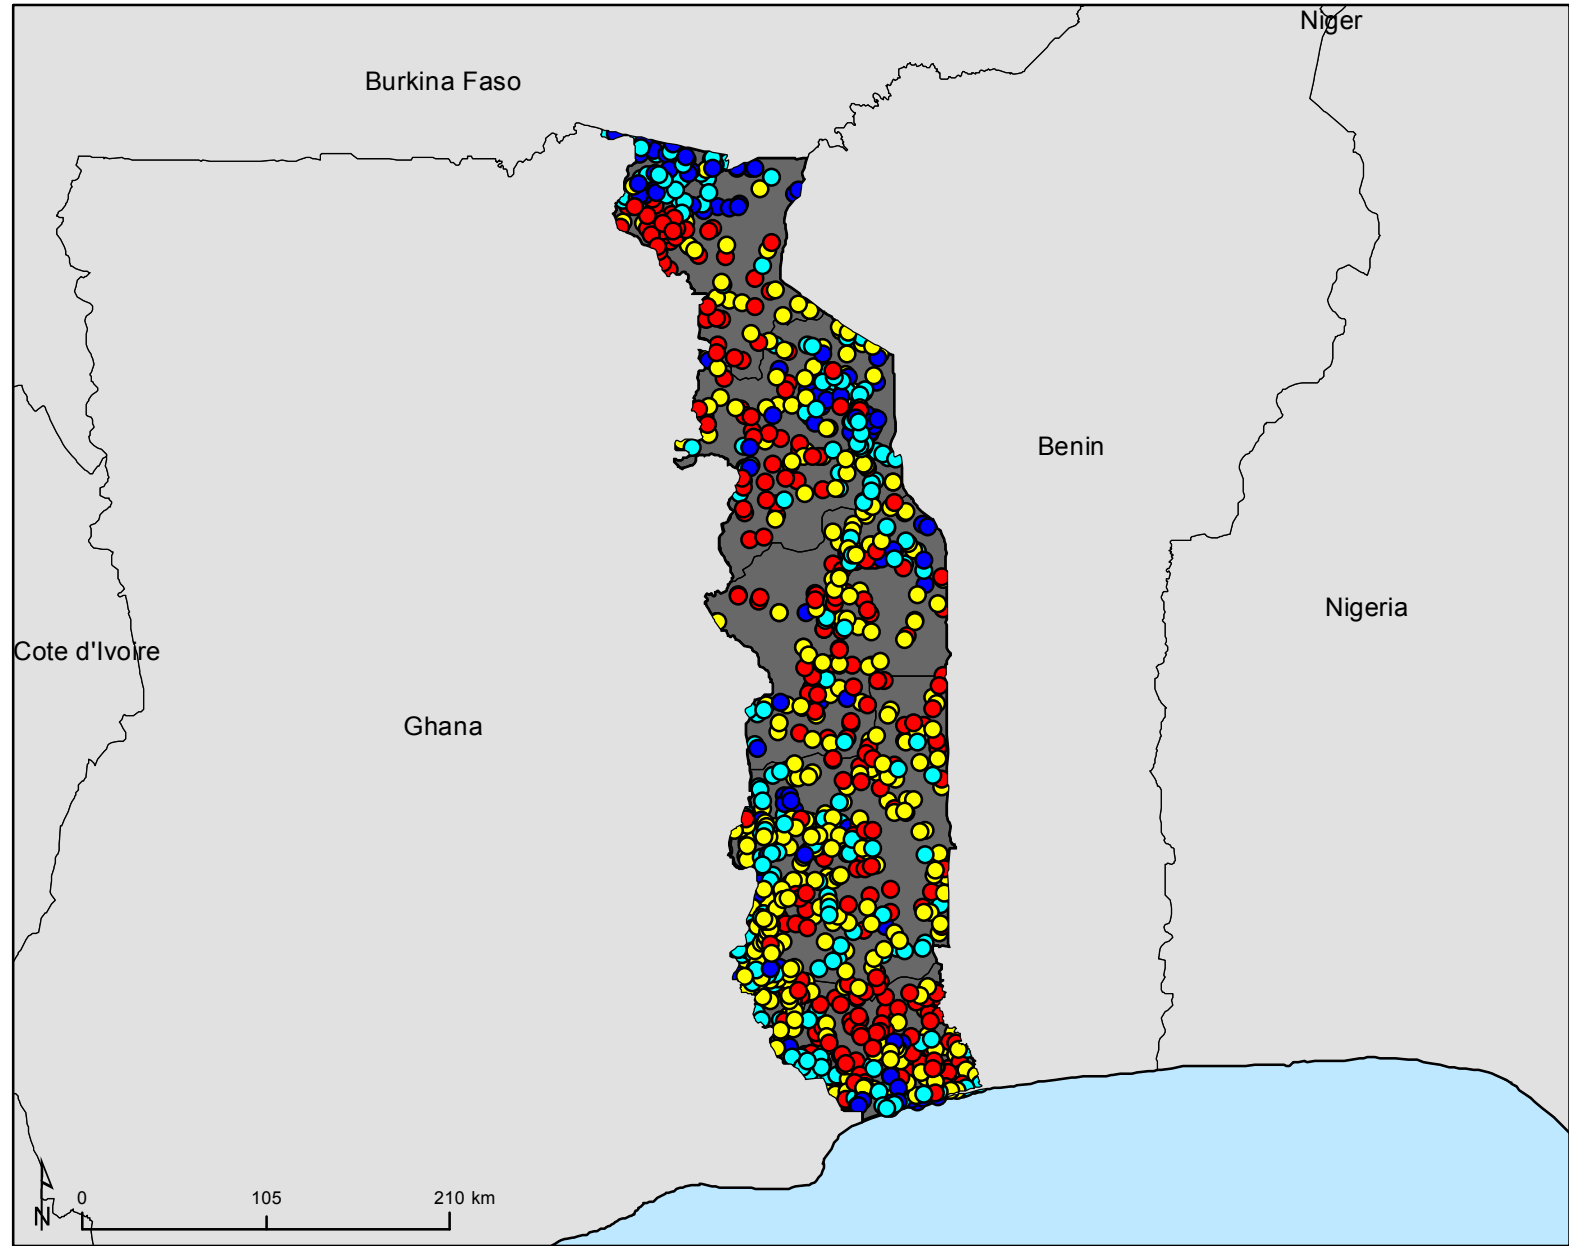 Niger
Burkina Faso
Benin
Nigeria
Cote d'Ivoire
Ghana
N
0 105 210 km